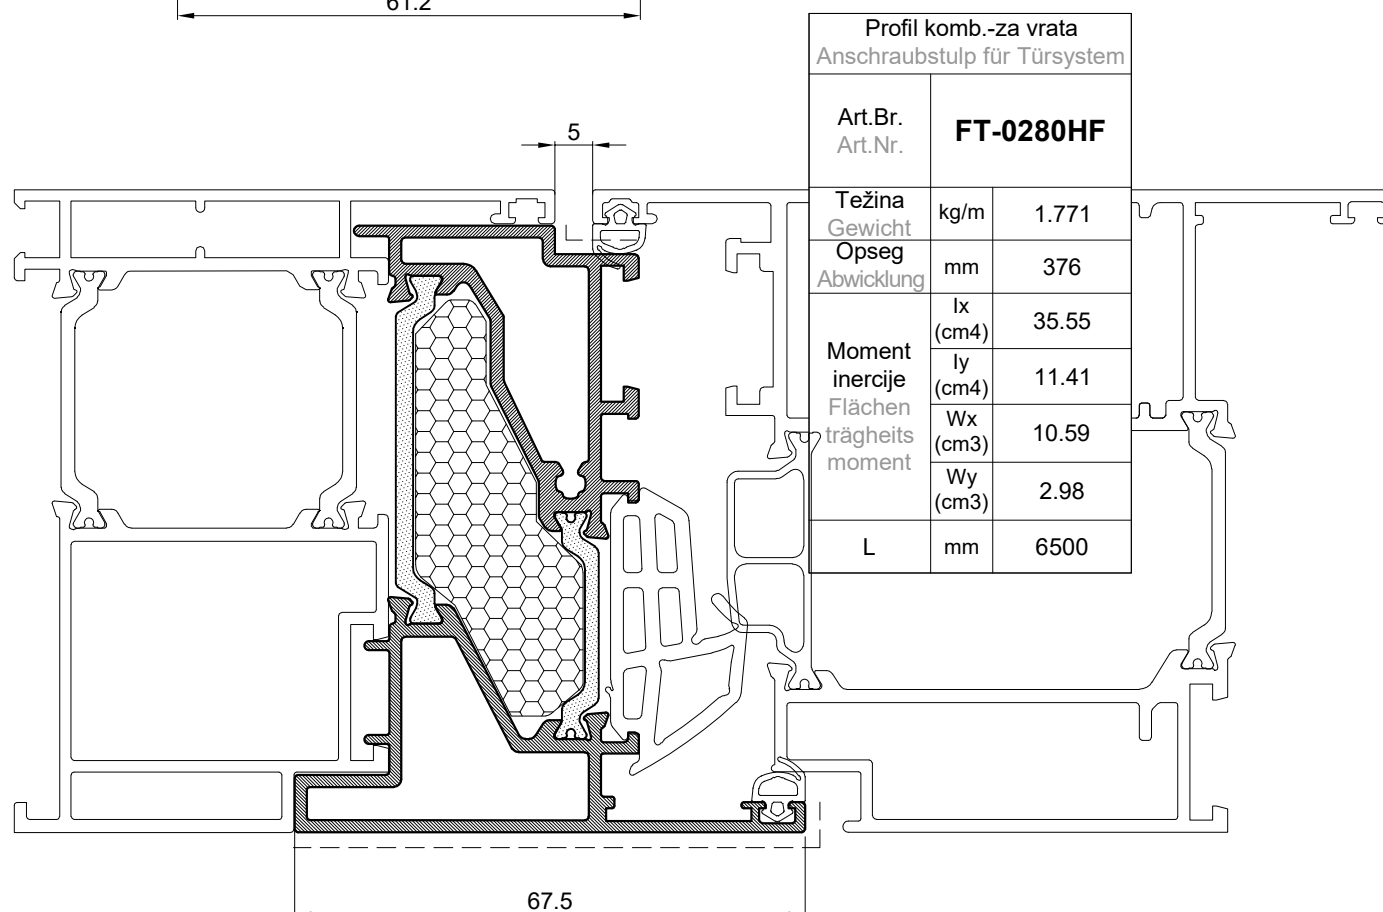 61.2
Profil komb.-za vrata
Anschraubstulp für Türsystem
Art.Br.
Art.Nr.
FT-0280HF
5
Težina
Gewicht
kg/m
1.771
Opseg
Abwicklung
mm
376
Moment
inercije
Flächen
trägheits
moment
Ix
(cm4)
35.55
Iy
(cm4)
11.41
Wx
(cm3)
10.59
Wy
(cm3)
2.98
L
mm
6500
67.5